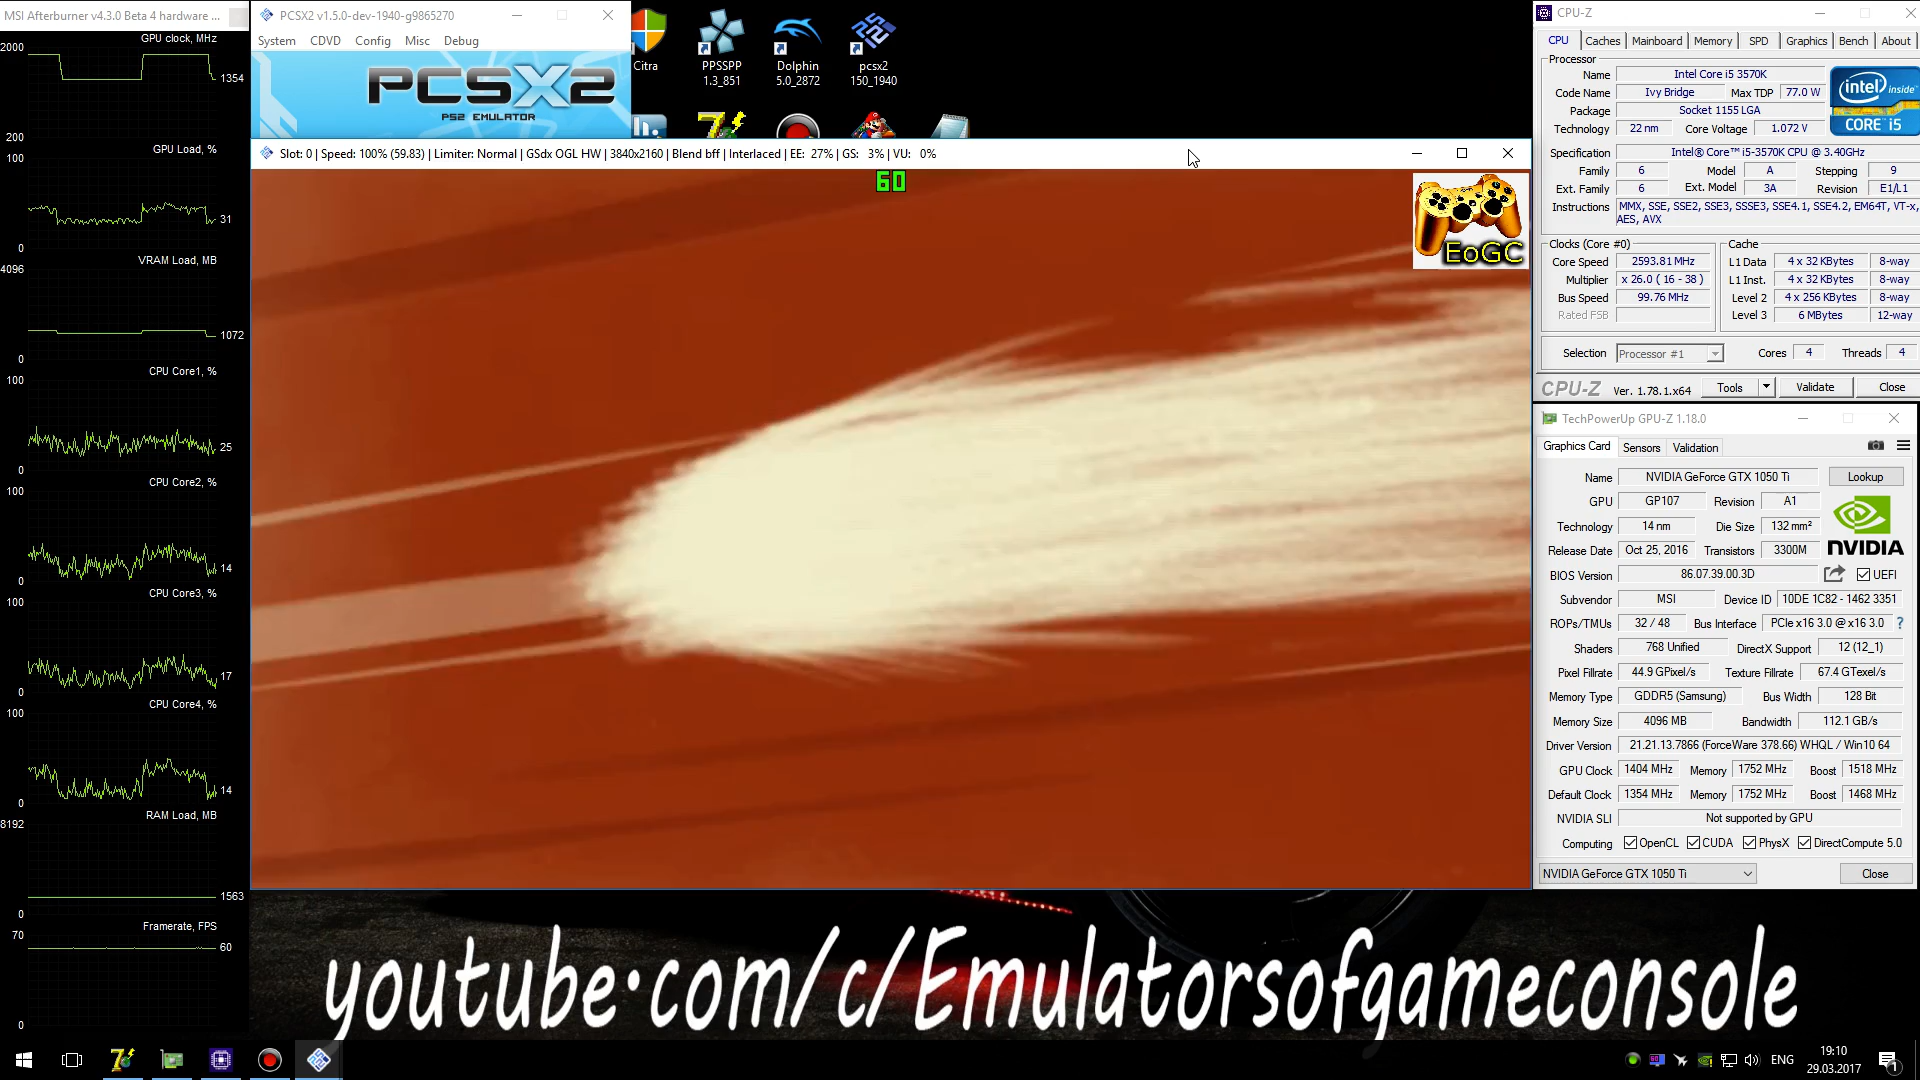 MSI Afterburner v4.3.0 Beta 4 hardware ...
GPU clock, MHz
2000
1354
200
GPU Load, %
100
31
0
VRAM Load, MB
4096
1072
0
CPU Core1, %
100
25
0
CPU Core2, %
100
14
0
CPU Core3, %
100
17
0
CPU Core4, %
100
14
0
RAM Load, MB
8192
1563
0
Framerate, FPS
70
60
0
PCSX2 v1.5.0-dev-1940-g9865270
System CDVD Config Misc Debug
PCSX2
PS2 EMULATOR
Citra
PPSSPP
1.3_851
Dolphin
5.0_2872
pcsx2
150_1940
Slot: 0 | Speed: 100% (59.83) | Limiter: Normal | GSdx OGL HW | 3840x2160 | Blend bff | Interlaced | EE: 27% | GS: 3% | VU: 0%
60
EoGC
CPU-Z
CPU Caches Mainboard Memory SPD Graphics Bench About
Processor
Name Intel Core i5 3570K
Code Name Ivy Bridge Max TDP 77.0 W
Package Socket 1155 LGA
Technology 22 nm Core Voltage 1.072 V
intel inside™
CORE i5
Specification Intel® Core™ i5-3570K CPU @ 3.40GHz
Family 6 Model A Stepping 9
Ext. Family 6 Ext. Model 3A Revision E1/L1
Instructions MMX, SSE, SSE2, SSE3, SSSE3, SSE4.1, SSE4.2, EM64T, VT-x,
AES, AVX
Clocks (Core #0) Cache
Core Speed 2593.81 MHz L1 Data 4 x 32 KBytes 8-way
Multiplier x 26.0 ( 16 - 38 ) L1 Inst. 4 x 32 KBytes 8-way
Bus Speed 99.76 MHz Level 2 4 x 256 KBytes 8-way
Rated FSB Level 3 6 MBytes 12-way
Selection Processor #1 Cores 4 Threads 4
CPU-Z Ver. 1.78.1.x64 Tools Validate Close
TechPowerUp GPU-Z 1.18.0
Graphics Card Sensors Validation
Name NVIDIA GeForce GTX 1050 Ti Lookup
GPU GP107 Revision A1
Technology 14 nm Die Size 132 mm²
Release Date Oct 25, 2016 Transistors 3300M
NVIDIA
BIOS Version 86.07.39.00.3D UEFI
Subvendor MSI Device ID 10DE 1C82 - 1462 3351
ROPs/TMUs 32 / 48 Bus Interface PCIe x16 3.0 @ x16 3.0 ?
Shaders 768 Unified DirectX Support 12 (12_1)
Pixel Fillrate 44.9 GPixel/s Texture Fillrate 67.4 GTexel/s
Memory Type GDDR5 (Samsung) Bus Width 128 Bit
Memory Size 4096 MB Bandwidth 112.1 GB/s
Driver Version 21.21.13.7866 (ForceWare 378.66) WHQL / Win10 64
GPU Clock 1404 MHz Memory 1752 MHz Boost 1518 MHz
Default Clock 1354 MHz Memory 1752 MHz Boost 1468 MHz
NVIDIA SLI Not supported by GPU
Computing OpenCL CUDA PhysX DirectCompute 5.0
NVIDIA GeForce GTX 1050 Ti Close
youtube.com/c/Emulatorsofgameconsole
ENG
19:10
29.03.2017
1